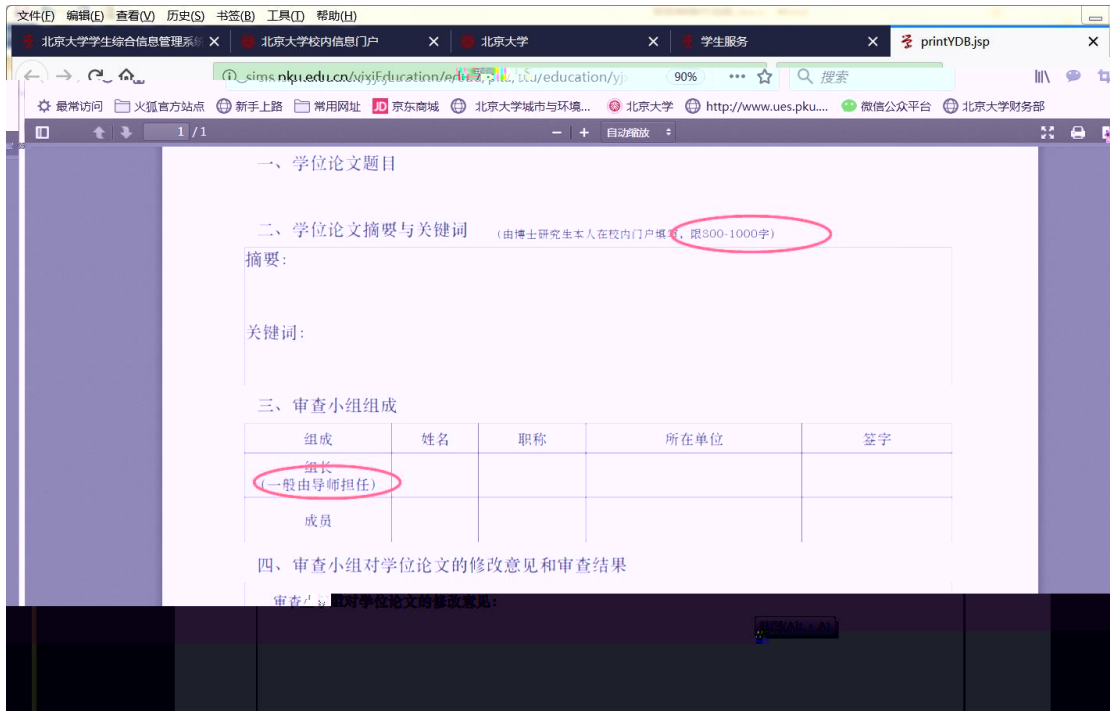 文件(F) 编辑(E) 查看(V) 历史(S) 书签(B) 工具(T) 帮助(H)
北京大学学生综合信息管理系统 北京大学校内信息门户 北京大学 学生服务 printYDB.jsp
90% 搜索
最常访问 火狐官方站点 新手上路 常用网址 JD 京东商城 北京大学城市与环境... 北京大学 http://www.ues.pku.... 微信公众平台 北京大学财务部
1 / 1 自动缩放
一、学位论文题目
二、学位论文摘要与关键词 (由博士研究生本人在校内门户填写，限800-1000字)
摘要:
关键词:
三、审查小组组成
组成 姓名 职称 所在单位 签字
组长
(一般由导师担任)
成员
四、审查小组对学位论文的修改意见和审查结果
审查小组对学位论文的修改意见: